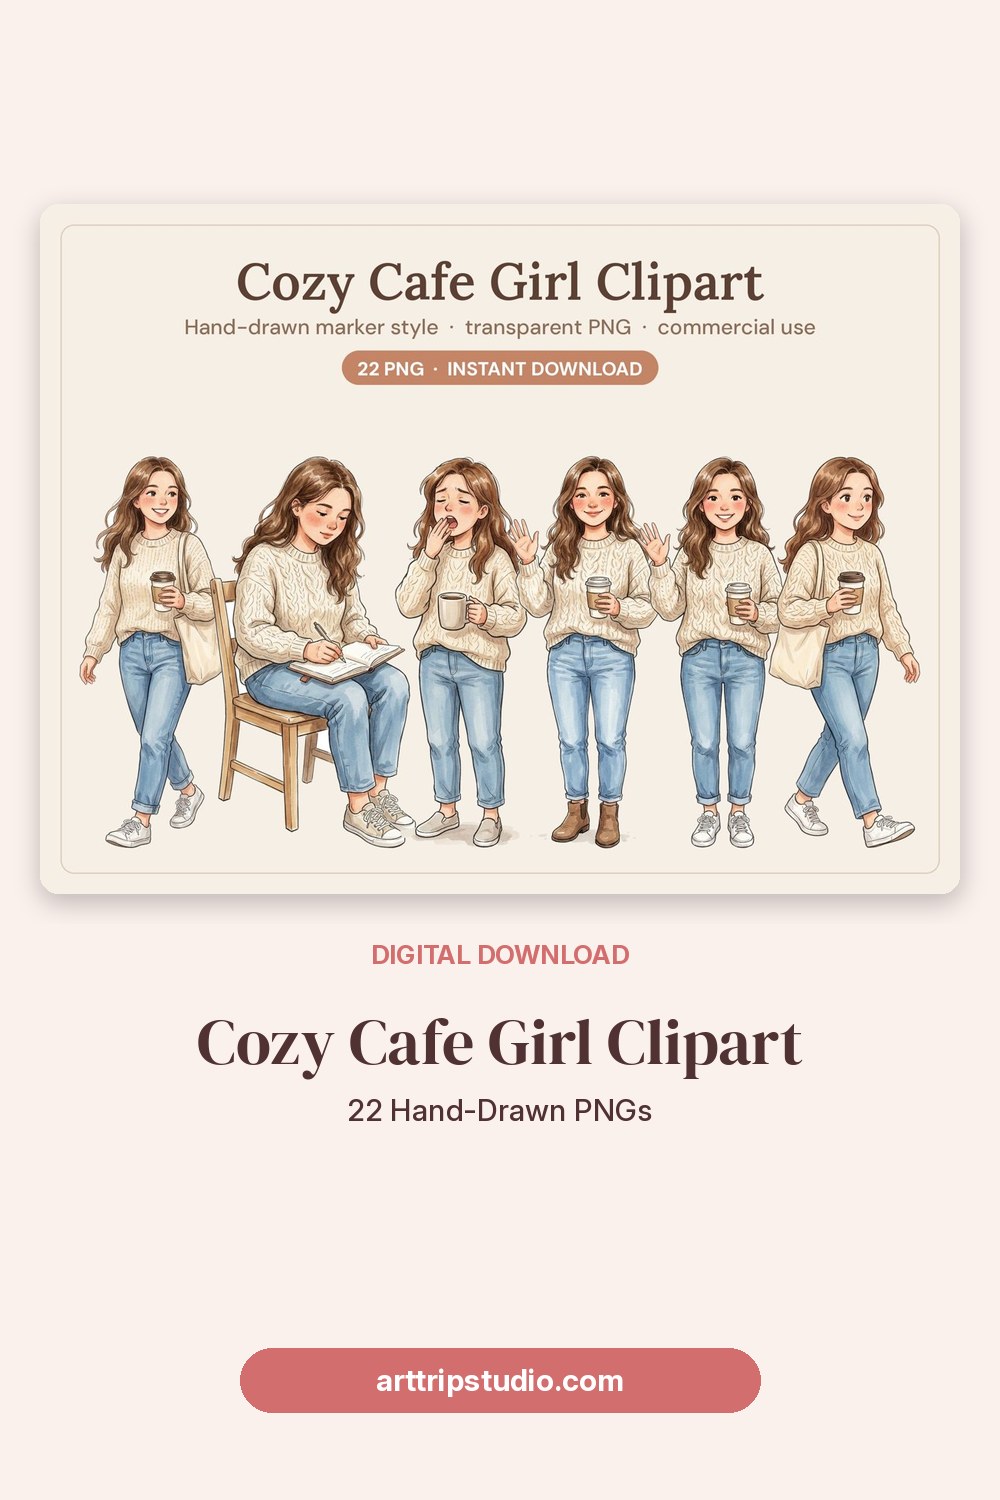 Cozy Cafe Girl Clipart
Hand-drawn marker style · transparent PNG · commercial use
22 PNG · INSTANT DOWNLOAD
DIGITAL DOWNLOAD
Cozy Cafe Girl Clipart
22 Hand-Drawn PNGs
arttripstudio.com